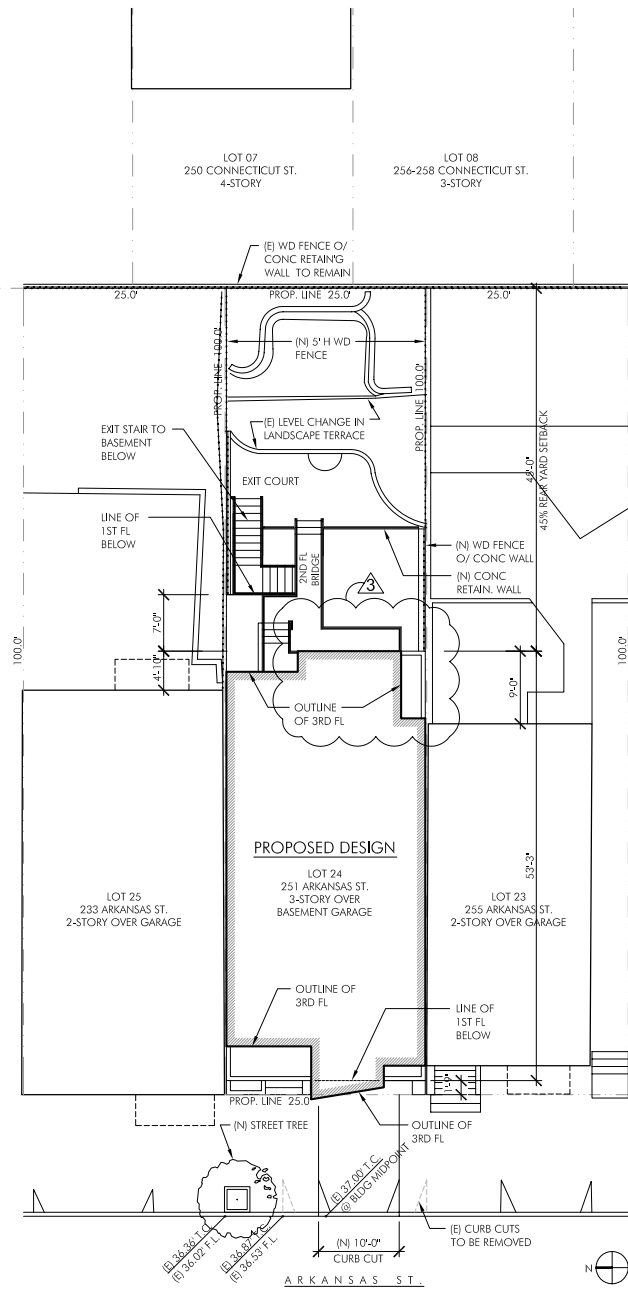 LOT 07
250 CONNECTICUT ST.
4-STORY
LOT 08
256-258 CONNECTICUT ST.
3-STORY
(E) WD FENCE O/
CONC RETAIN'G
WALL TO REMAIN
25.0'
PROP. LINE 25.0'
25.0'
(N) 5' H WD
FENCE
PROP. LINE 100.0'
PROP. LINE 100.0'
(E) LEVEL CHANGE IN
LANDSCAPE TERRACE
EXIT STAIR TO
BASEMENT
BELOW
EXIT COURT
45'-0"
45% REAR YARD SETBACK
LINE OF
1ST FL
BELOW
2ND FL
BRIDGE
3
(N) WD FENCE
O/ CONC WALL
(N) CONC
RETAIN. WALL
7'-0"
100.0'
100.0'
4'-10"
9'-0"
OUTLINE
OF 3RD FL
PROPOSED DESIGN
LOT 24
251 ARKANSAS ST.
3-STORY OVER
BASEMENT GARAGE
53'-3"
LOT 25
233 ARKANSAS ST.
2-STORY OVER GARAGE
LOT 23
255 ARKANSAS ST.
2-STORY OVER GARAGE
OUTLINE OF
3RD FL
LINE OF
1ST FL
BELOW
PROP. LINE 25.0'
OUTLINE OF
3RD FL
(N) STREET TREE
(E) 37.00' T.C.
@ BLDG MIDPOINT
(E) 36.36' T.C.
(E) 36.02' F.L.
(E) 36.87' T.C.
(E) 36.53' F.L.
(N) 10'-0"
CURB CUT
(E) CURB CUTS
TO BE REMOVED
ARKANSAS ST.
N